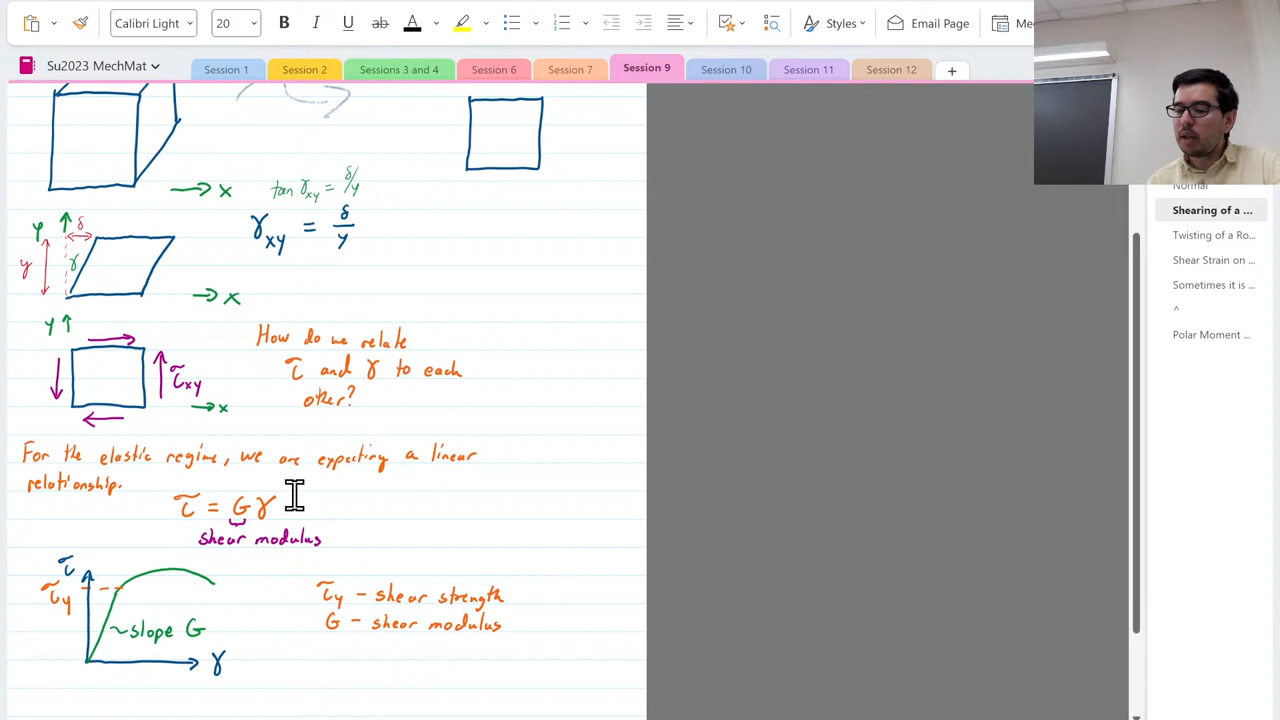 Calibri Light
20
B I U ab A
Styles
Email Page
Su2023 MechMat
Session 1
Session 2
Sessions 3 and 4
Session 6
Session 7
Session 9
Session 10
Session 11
Session 12
+
Shearing of a ...
Twisting of a Ro...
Shear Strain on ...
Sometimes it is ...
^
Polar Moment ...
x
tan γxy = δ/y
y
δ
γxy = δ/y
y
γ
x
y
τxy
x
How do we relate
τ and γ to each
other?
For the elastic regime, we are expecting a linear
relationship.
τ = Gγ
shear modulus
τ
τy
~slope G
γ
τy – shear strength
G – shear modulus